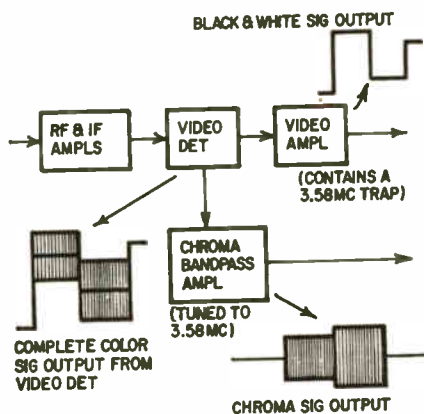 BLACK & WHITE SIG OUTPUT
RF & IF
AMPLS
VIDEO
DET
VIDEO
AMPL
(CONTAINS A
3.58MC TRAP)
CHROMA
BANDPASS
AMPL
(TUNED TO
3.58MC)
COMPLETE COLOR
SIG OUTPUT FROM
VIDEO DET
CHROMA SIG OUTPUT